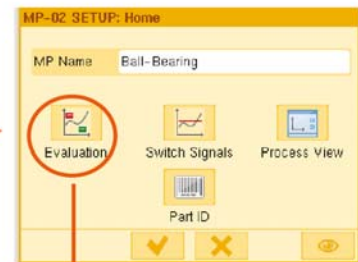 MP-02 SETUP: Home
MP Name Ball-Bearing
Evaluation Switch Signals Process View
Part ID